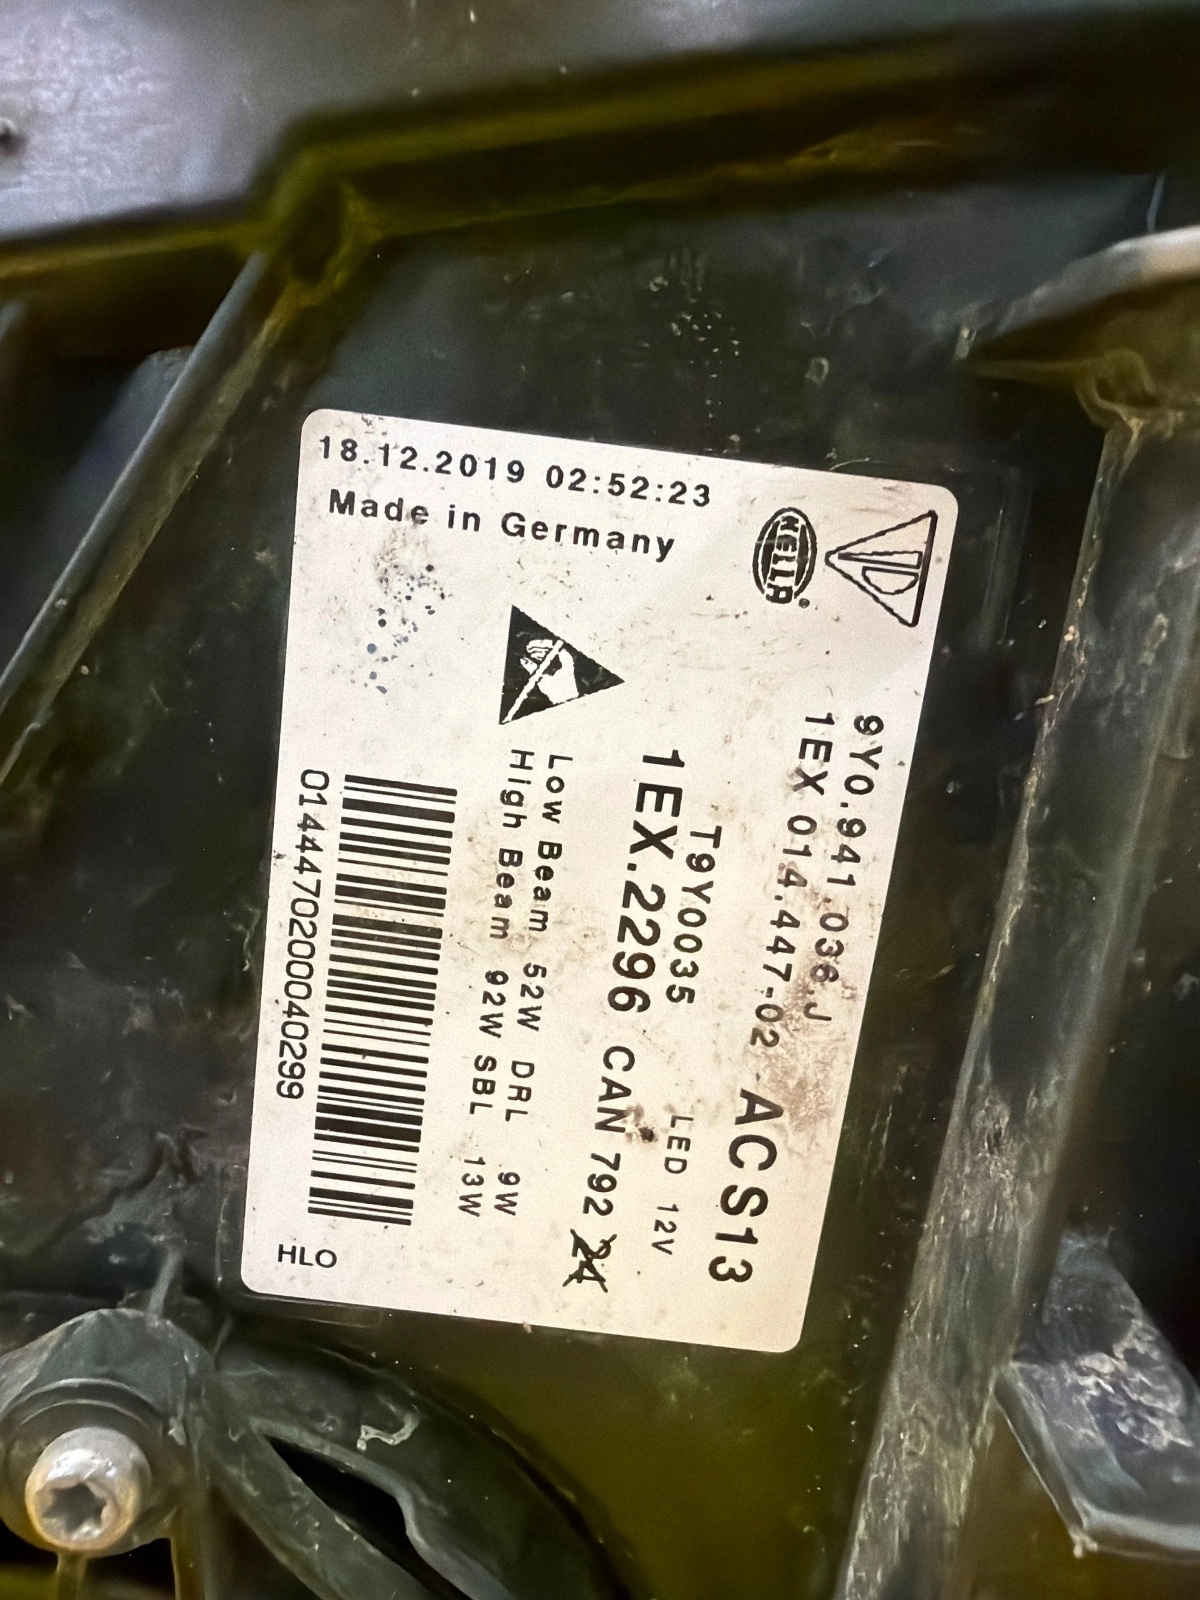 HELLA
9Y0.941.036.J
1EX 014.447-02 ACS13
T9Y0035 LED 12V
1EX.2296 CAN 792 24
Low Beam 52W DRL 9W
High Beam 92W SBL 13W
0144470200040299
HLO
18.12.2019 02:52:23
Made in Germany